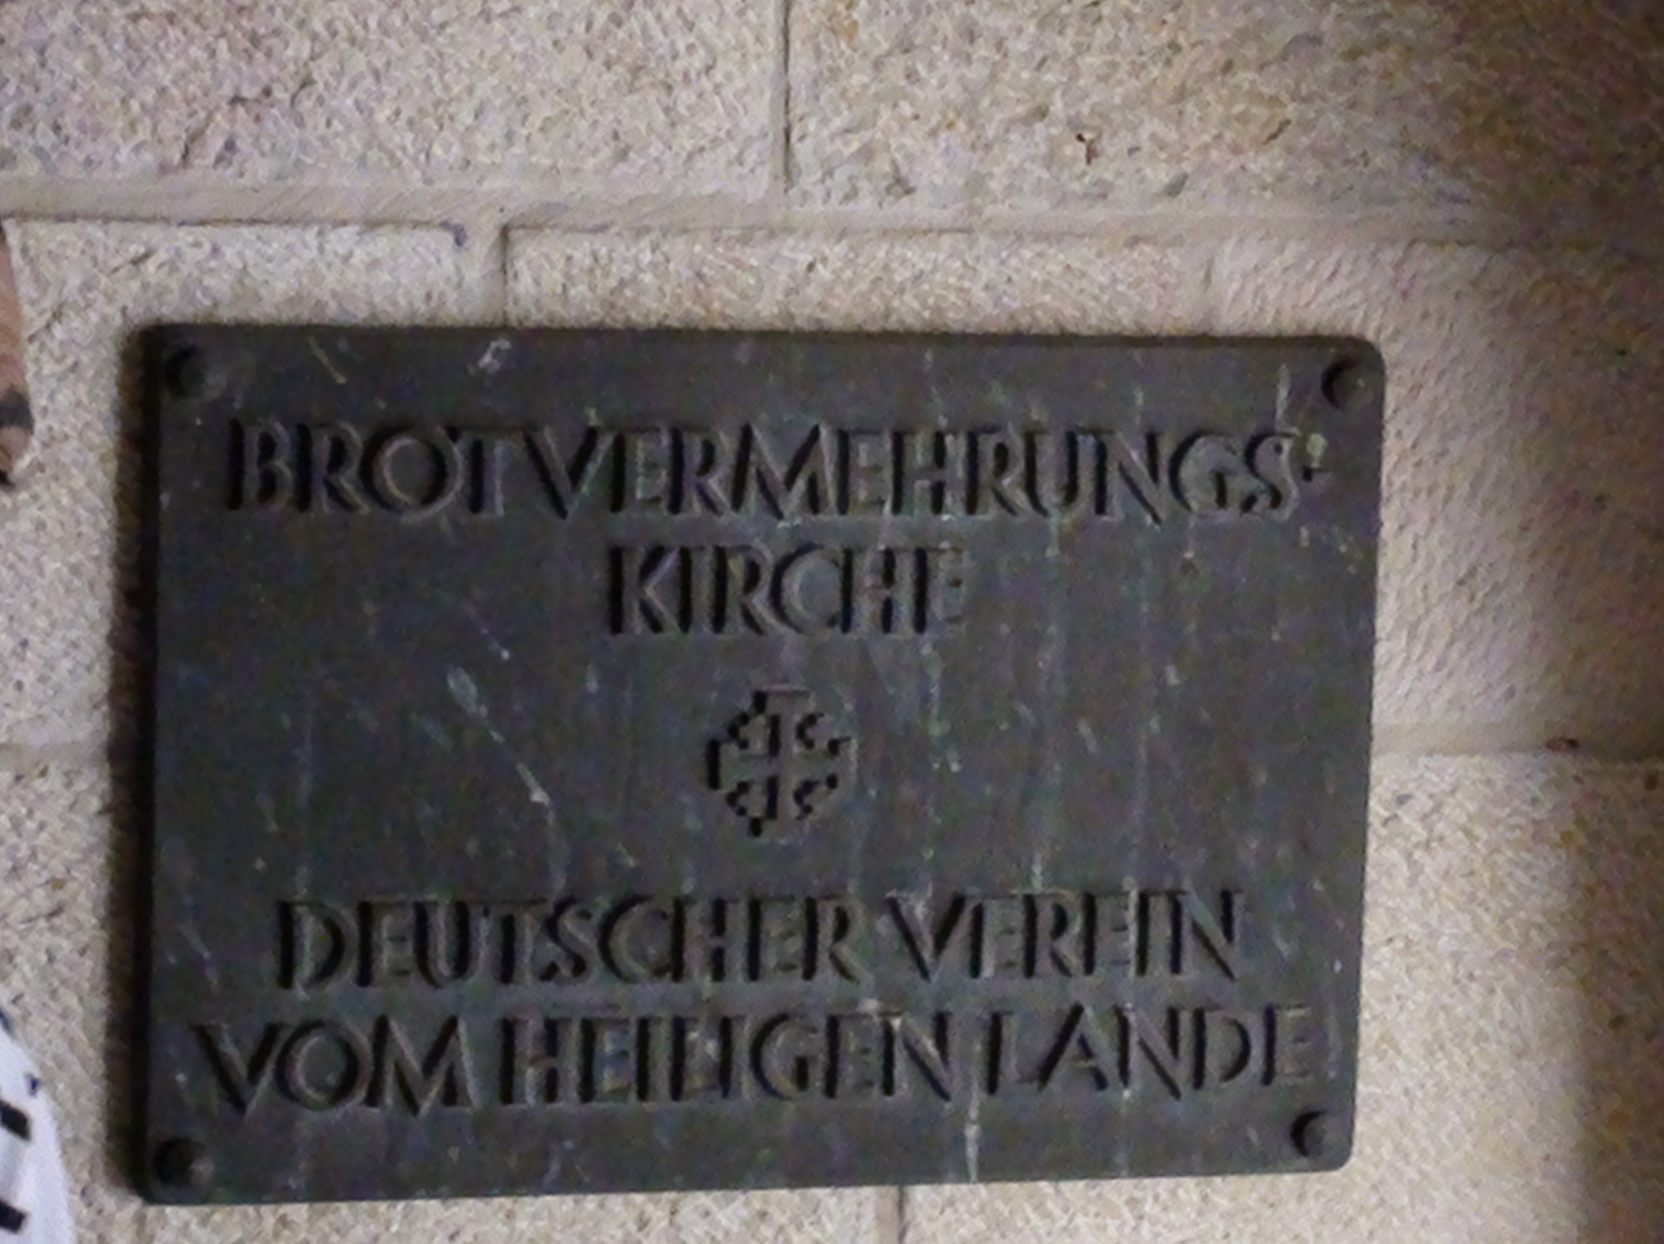 BROTVERMEHRUNGS-
KIRCHE
DEUTSCHER VEREIN
VOM HEILIGEN LANDE